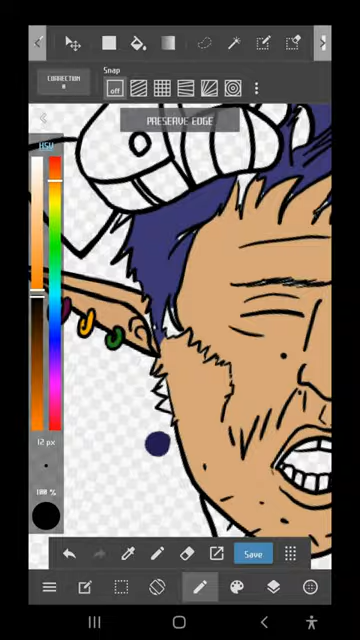 CORRECTION
Snap
off
PRESERVE EDGE
HSV
12 px
100 %
Save